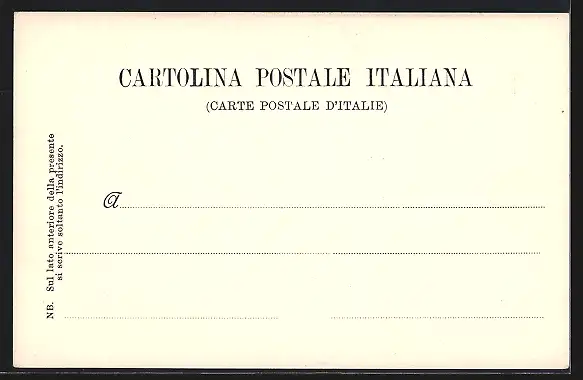 CARTOLINA POSTALE ITALIANA
(CARTE POSTALE D'ITALIE)
A
NB. Sul lato anteriore della presente
si scrive soltanto l'indirizzo.